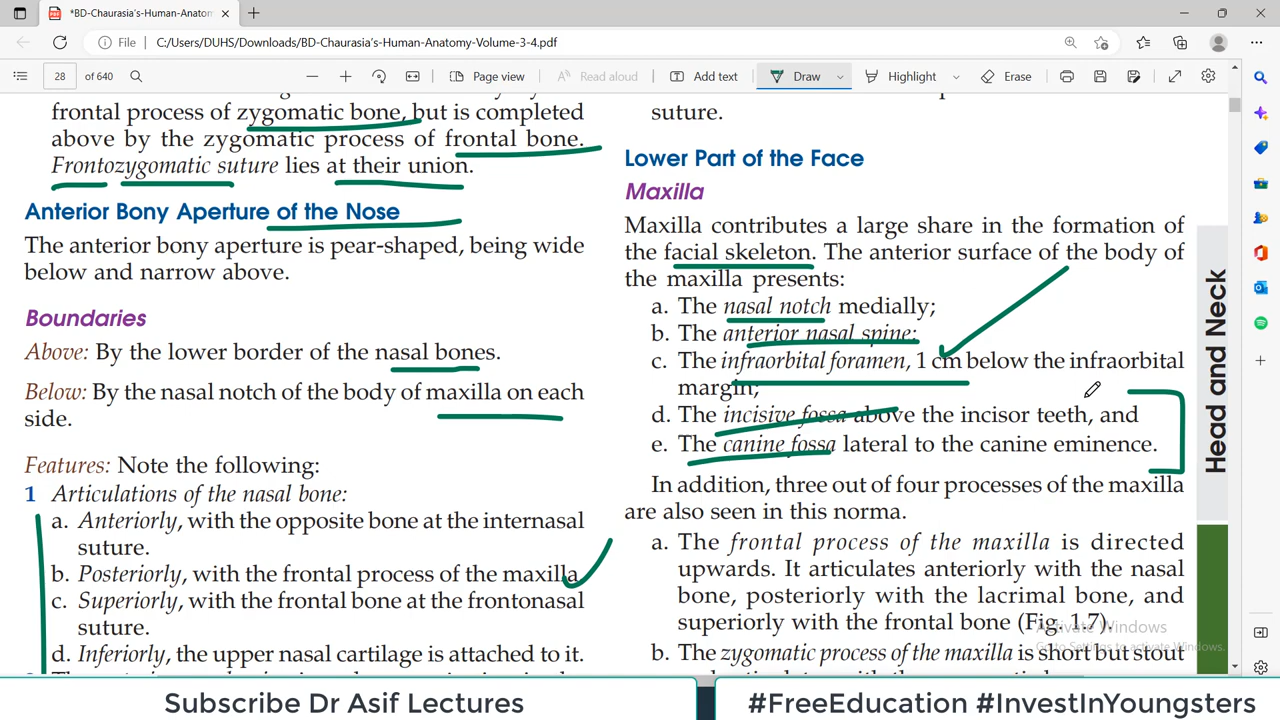 *BD-Chaurasia's-Human-Anatom
File
C:/Users/DUHS/Downloads/BD-Chaurasia's-Human-Anatomy-Volume-3-4.pdf
28 of 640
Page view
Read aloud
Add text
Draw
Highlight
Erase
frontal process of zygomatic bone, but is completed
above by the zygomatic process of frontal bone.
Frontozygomatic suture lies at their union.
Anterior Bony Aperture of the Nose
The anterior bony aperture is pear-shaped, being wide
below and narrow above.
Boundaries
Above: By the lower border of the nasal bones.
Below: By the nasal notch of the body of maxilla on each
side.
Features: Note the following:
1 Articulations of the nasal bone:
a. Anteriorly, with the opposite bone at the internasal
suture.
b. Posteriorly, with the frontal process of the maxilla.
c. Superiorly, with the frontal bone at the frontonasal
suture.
d. Inferiorly, the upper nasal cartilage is attached to it.
suture.
Lower Part of the Face
Maxilla
Maxilla contributes a large share in the formation of
the facial skeleton. The anterior surface of the body of
the maxilla presents:
a. The nasal notch medially;
b. The anterior nasal spine;
c. The infraorbital foramen, 1 cm below the infraorbital
margin;
d. The incisive fossa above the incisor teeth, and
e. The canine fossa lateral to the canine eminence.
In addition, three out of four processes of the maxilla
are also seen in this norma.
a. The frontal process of the maxilla is directed
upwards. It articulates anteriorly with the nasal
bone, posteriorly with the lacrimal bone, and
superiorly with the frontal bone (Fig. 1.7).
b. The zygomatic process of the maxilla is short but stout
Head and Neck
Activate Windows
Go to Settings to activate Windows.
Subscribe Dr Asif Lectures
#FreeEducation #InvestInYoungsters